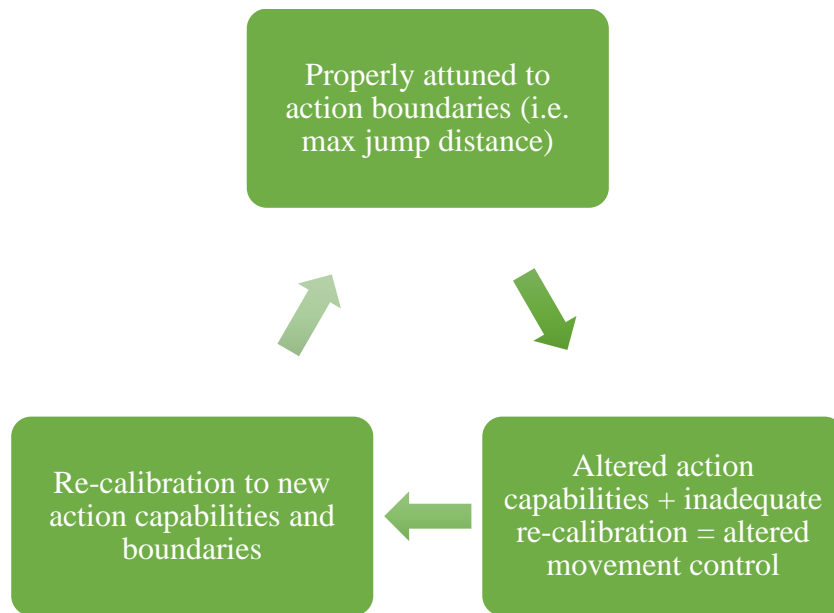 Properly attuned to
action boundaries (i.e.
max jump distance)
Altered action
capabilities + inadequate
re-calibration = altered
movement control
Re-calibration to new
action capabilities and
boundaries